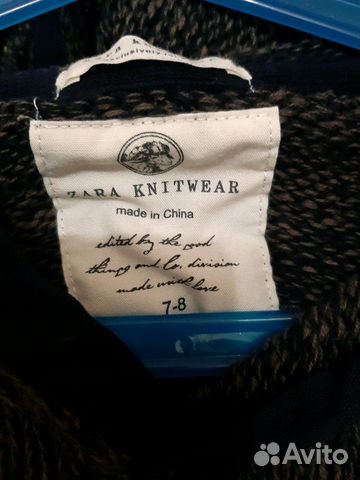 ZARA KNITWEAR
made in China
edited by the good
things and Co. division
made with love
7-8
Avito